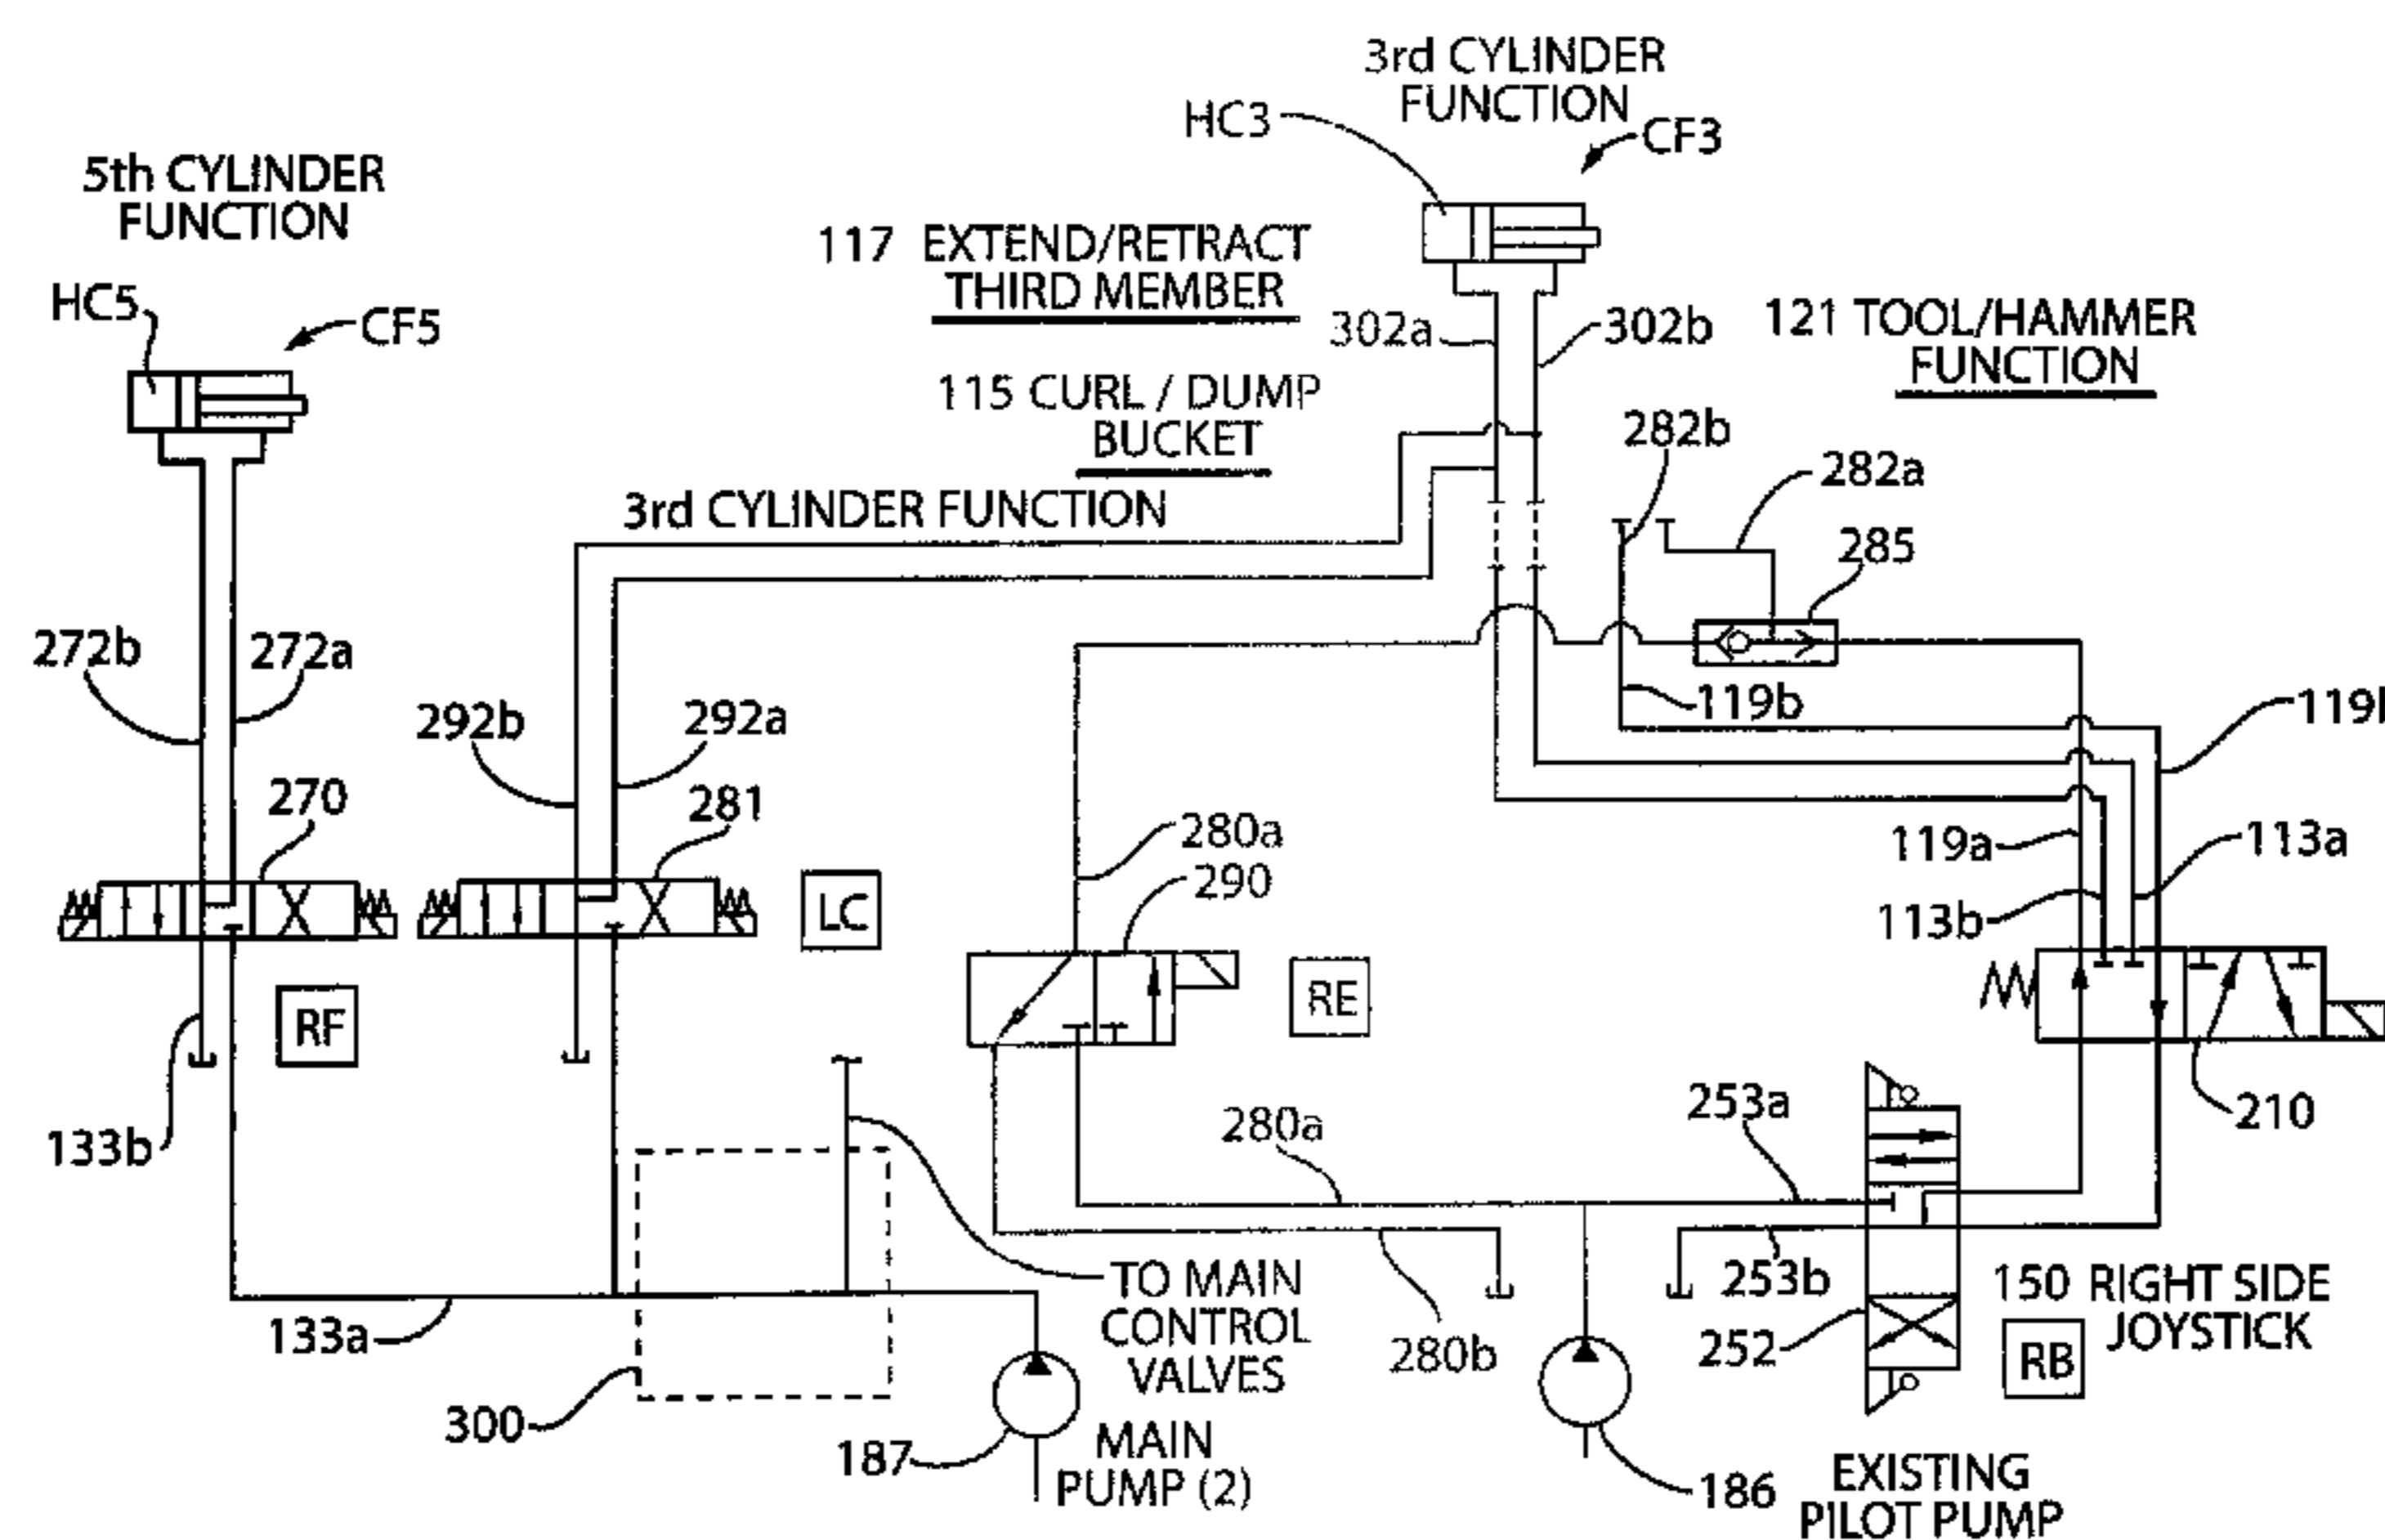 3rd CYLINDER
FUNCTION
HC3
CF3
5th CYLINDER
FUNCTION
HC5
CF5
117 EXTEND/RETRACT
THIRD MEMBER
302a
302b
121 TOOL/HAMMER
FUNCTION
115 CURL / DUMP
BUCKET
282b
282a
3rd CYLINDER FUNCTION
285
272b
272a
292b
292a
119b
270
281
280a
119a
113a
290
LC
113b
RF
RE
210
133b
280a
253a
TO MAIN
CONTROL
VALVES
253b
150 RIGHT SIDE
JOYSTICK
133a
280b
252
RB
300
187
MAIN
PUMP (2)
186
EXISTING
PILOT PUMP